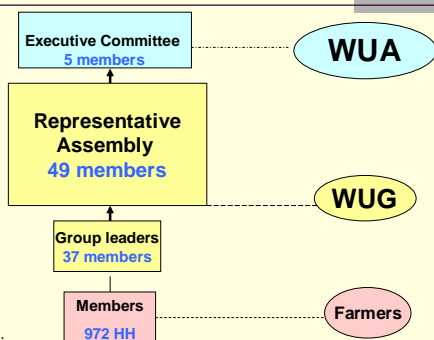 Executive Committee
5 members
WUA
Representative
Assembly
49 members
WUG
Group leaders
37 members
Members
972 HH
Farmers